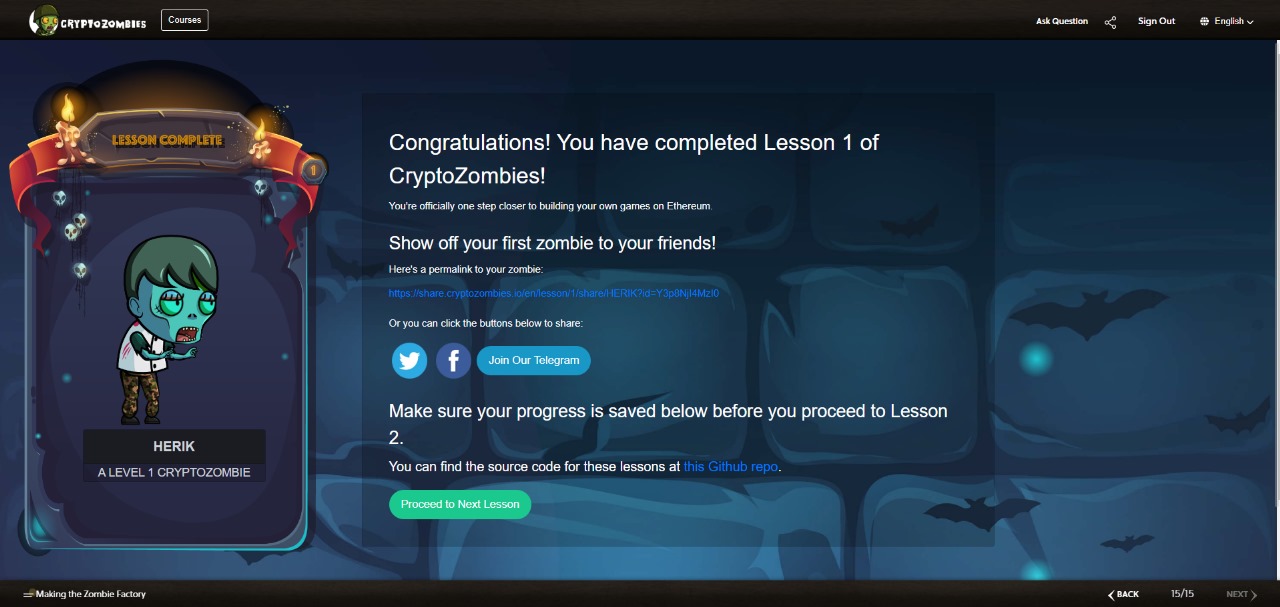 CRYPTOZOMBIES
Courses
Ask Question
Sign Out
English
LESSON COMPLETE
1
HERIK
A LEVEL 1 CRYPTOZOMBIE
Congratulations! You have completed Lesson 1 of
CryptoZombies!
You're officially one step closer to building your own games on Ethereum.
Show off your first zombie to your friends!
Here's a permalink to your zombie:
https://share.cryptozombies.io/en/lesson/1/share/HERIK?id=Y3p8NjI4MzI0
Or you can click the buttons below to share:
Join Our Telegram
Make sure your progress is saved below before you proceed to Lesson
2.
You can find the source code for these lessons at this Github repo.
Proceed to Next Lesson
Making the Zombie Factory
BACK
15/15
NEXT